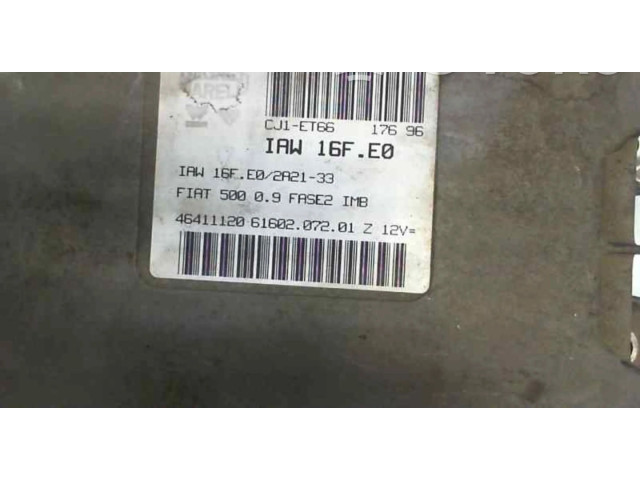 CJ1-ET66 176 96
IAW 16F.E0
IAW 16F.E0/2A21-33
FIAT 500 0.9 FASE2 IMB
46411120 61602.072.01 Z 12V=